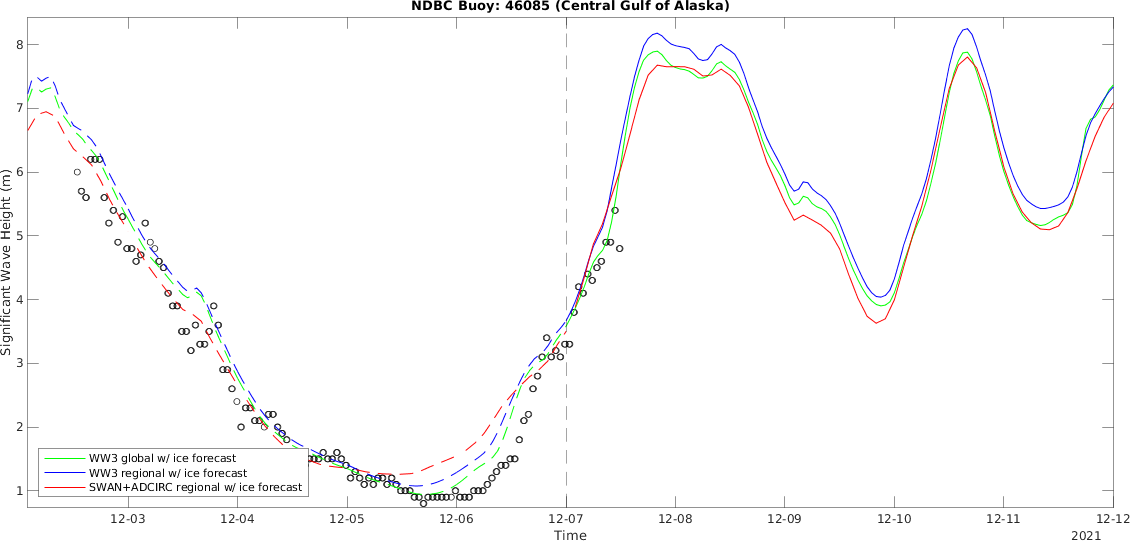 NDBC Buoy: 46085 (Central Gulf of Alaska)
Significant Wave Height (m)
8
7
6
5
4
3
2
1
WW3 global w/ ice forecast
WW3 regional w/ ice forecast
SWAN+ADCIRC regional w/ ice forecast
12-03 12-04 12-05 12-06 12-07 12-08 12-09 12-10 12-11 12-12
Time
2021